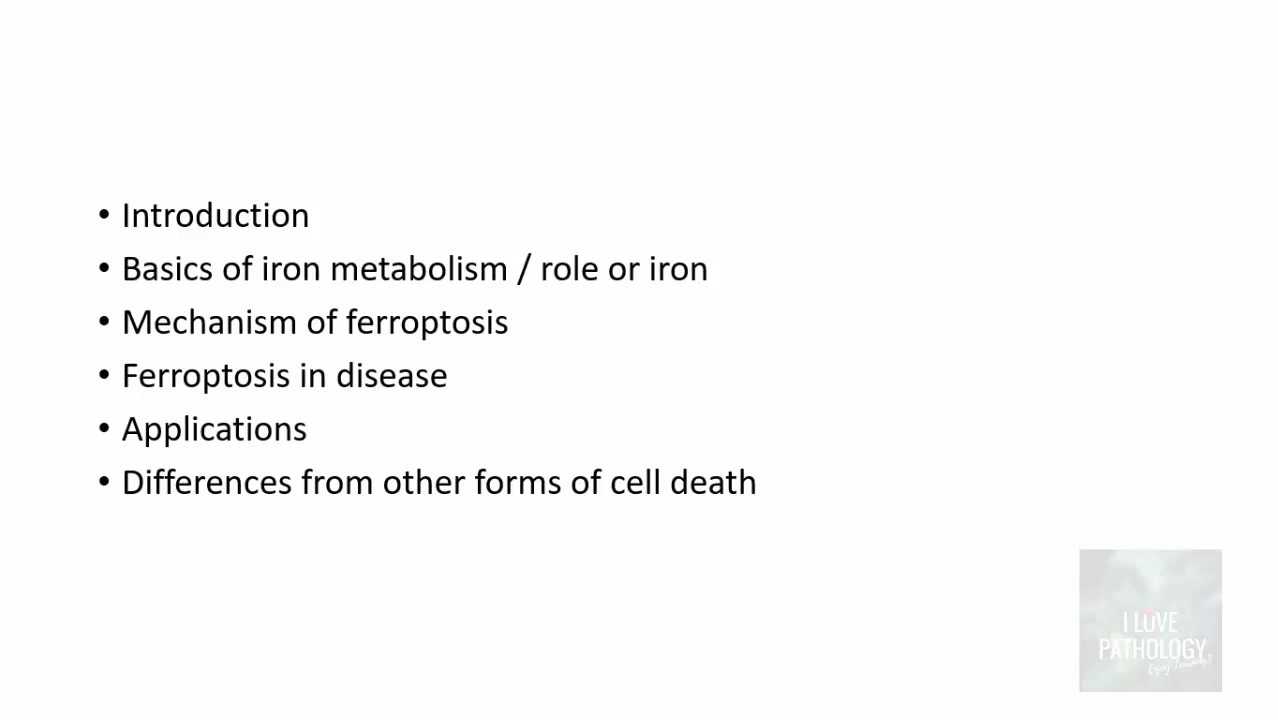 • Introduction
• Basics of iron metabolism / role or iron
• Mechanism of ferroptosis
• Ferroptosis in disease
• Applications
• Differences from other forms of cell death
I LOVE
PATHOLOGY
Enjoy